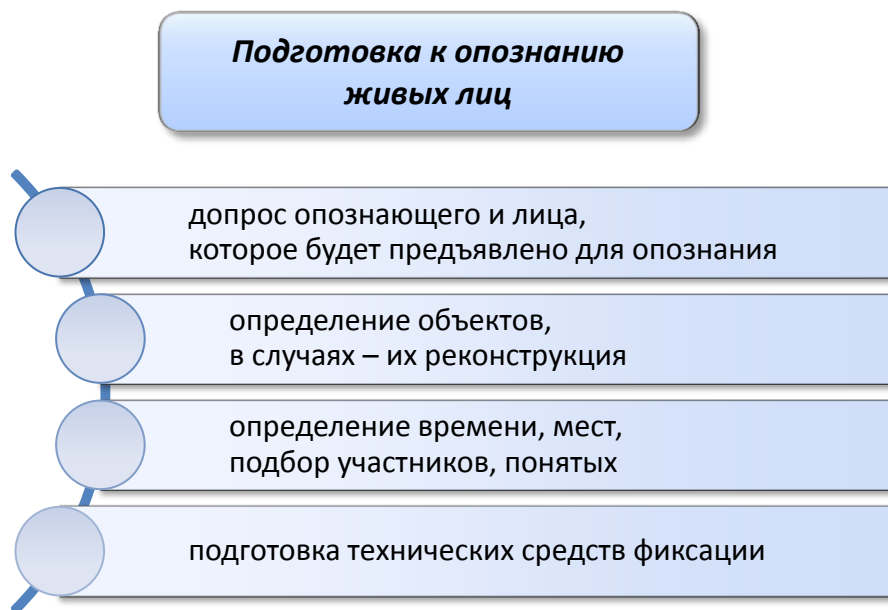 Подготовка к опознанию
живых лиц
допрос опознающего и лица,
которое будет предъявлено для опознания
определение объектов,
в случаях – их реконструкция
определение времени, мест,
подбор участников, понятых
подготовка технических средств фиксации